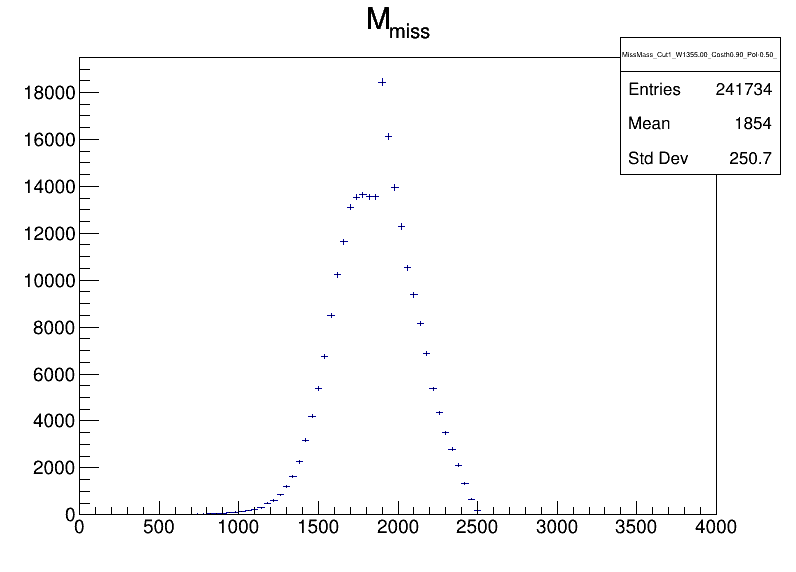 M_miss
MissMass_Cut1_W1355.00_Costh0.90_Pol-0.50_
Entries 241734
Mean 1854
Std Dev 250.7
18000
16000
14000
12000
10000
8000
6000
4000
2000
0
0 500 1000 1500 2000 2500 3000 3500 4000